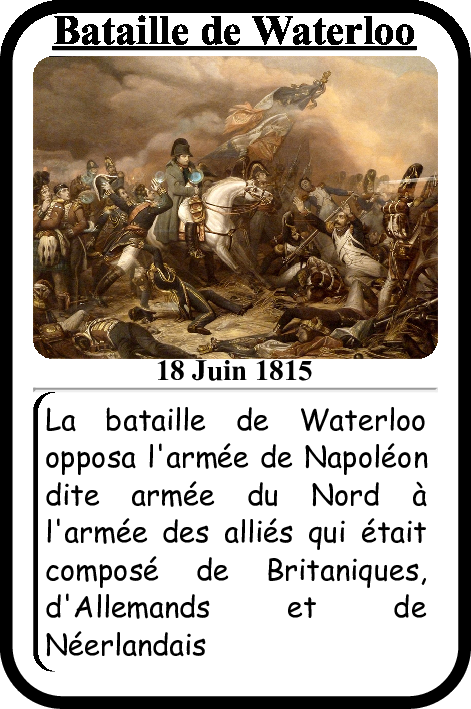 Bataille de Waterloo
18 Juin 1815
La bataille de Waterloo
opposa l'armée de Napoléon
dite armée du Nord à
l'armée des alliés qui était
composé de Britaniques,
d'Allemands et de
Néerlandais